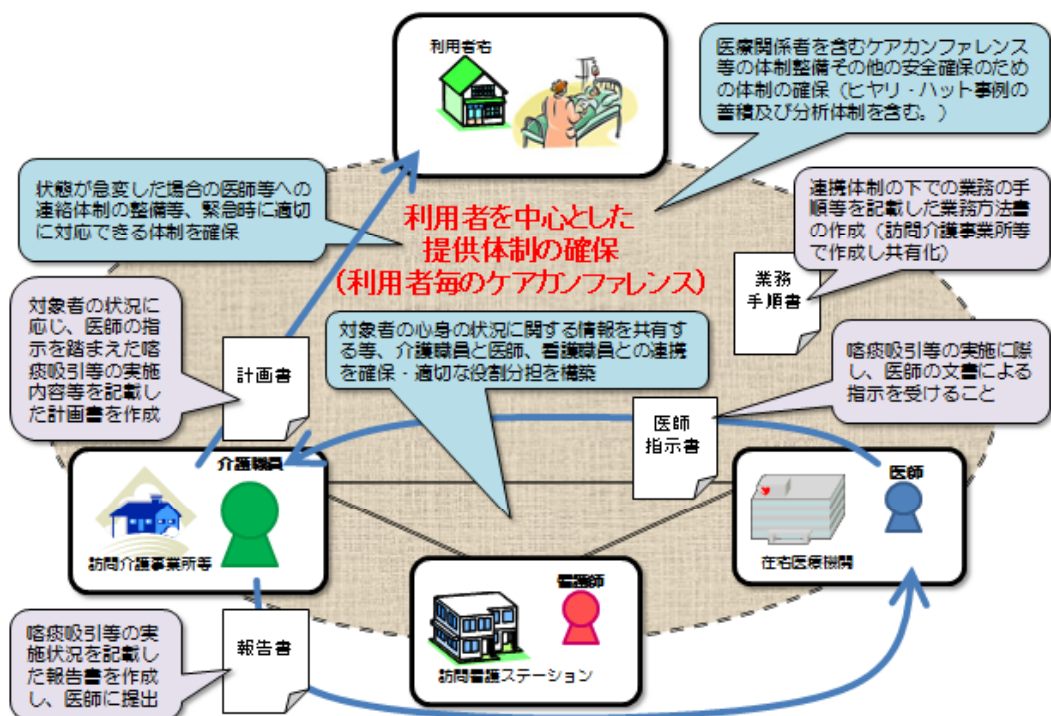 利用者宅
医療関係者を含むケアカンファレンス
等の体制整備その他の安全確保のため
の体制の確保（ヒヤリ・ハット事例の
蓄積及び分析体制を含む。）
状態が急変した場合の医師等への
連絡体制の整備等、緊急時に適切
に対応できる体制を確保
利用者を中心とした
提供体制の確保
（利用者毎のケアカンファレンス）
連携体制の下での業務の手
順等を記載した業務方法書
の作成（訪問介護事業所等
で作成し共有化）
業務
手順書
対象者の状況に
応じ、医師の指
示を踏まえた喀
痰吸引等の実施
内容等を記載し
た計画書を作成
計画書
対象者の心身の状況に関する情報を共有す
る等、介護職員と医師、看護職員との連携
を確保・適切な役割分担を構築
喀痰吸引等の実施に際
し、医師の文書による
指示を受けること
医師
指示書
介護職員
訪問介護事業所等
医師
在宅医療機関
看護師
訪問看護ステーション
喀痰吸引等の実
施状況を記載し
た報告書を作成
し、医師に提出
報告書